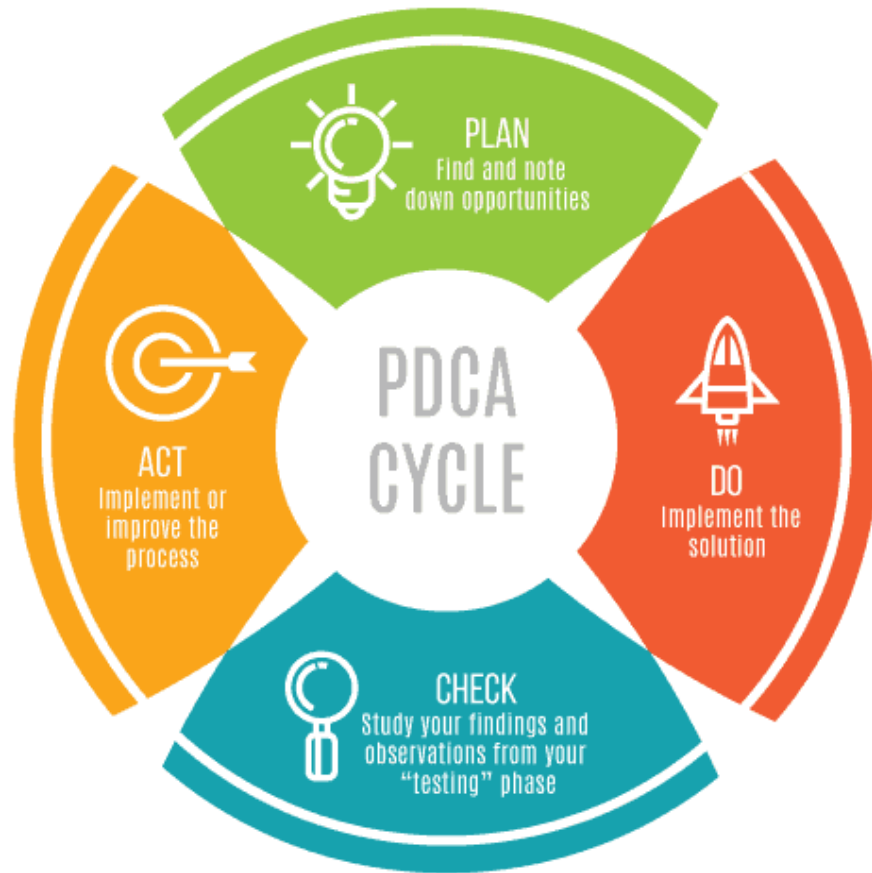 PDCA
CYCLE
PLAN
Find and note
down opportunities
DO
Implement the
solution
CHECK
Study your findings and
observations from your
“testing” phase
ACT
Implement or
improve the
process